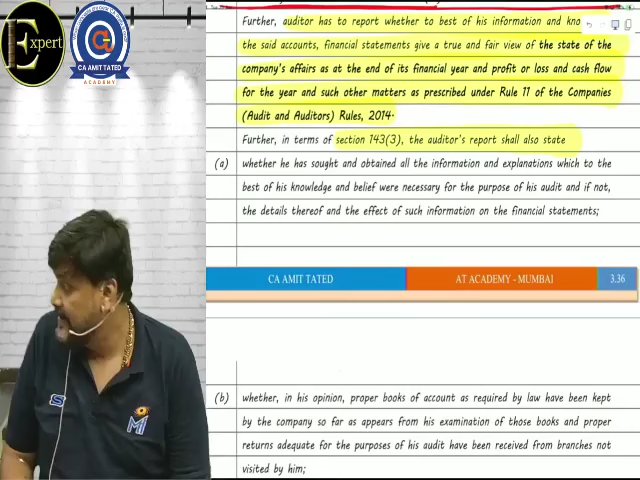 Expert
CA AMIT TATED
ACADEMY
Further, auditor has to report whether to best of his information and
the said accounts, financial statements give a true and fair view of the state of the
company's affairs as at the end of its financial year and profit or loss and cash flow
for the year and such other matters as prescribed under Rule 11 of the Companies
(Audit and Auditors) Rules, 2014.
Further, in terms of section 143(3), the auditor's report shall also state
(a) whether he has sought and obtained all the information and explanations which to the
best of his knowledge and belief were necessary for the purpose of his audit and if not,
the details thereof and the effect of such information on the financial statements;
CA AMIT TATED AT ACADEMY - MUMBAI 3.36
(b) whether, in his opinion, proper books of account as required by law have been kept
by the company so far as appears from his examination of those books and proper
returns adequate for the purposes of his audit have been received from branches not
visited by him;
S
MI